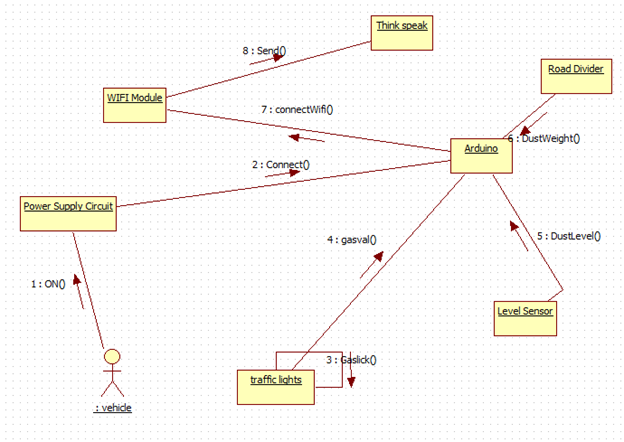 Think speak
8 : Send()
Road Divider
WIFI Module
7 : connectWifi()
6 : DustWeight()
Arduino
2 : Connect()
Power Supply Circuit
4 : gasval()
5 : DustLevel()
1 : ON()
Level Sensor
3 : Gaslick()
traffic lights
: vehicle